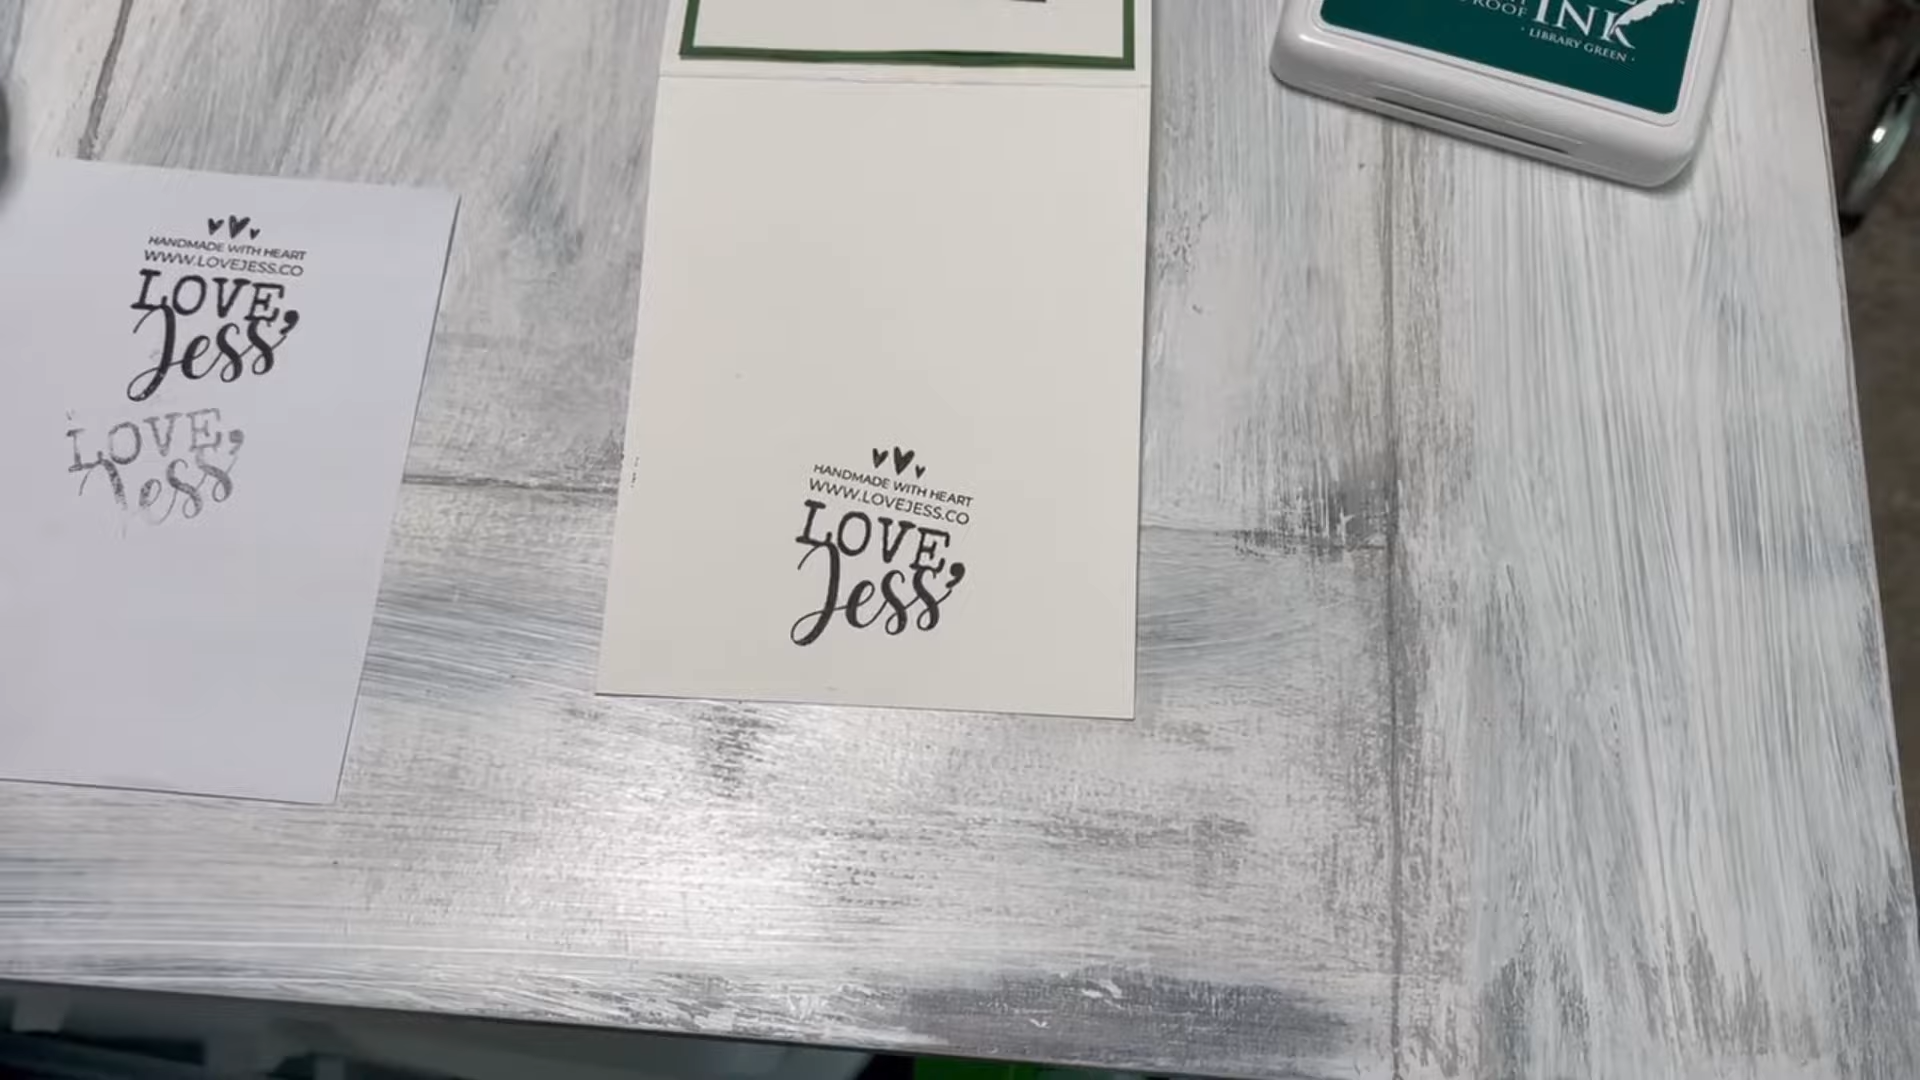 HANDMADE WITH HEART
WWW.LOVEJESS.CO
LOVE,
Jess
LOVE,
Jess
HANDMADE WITH HEART
WWW.LOVEJESS.CO
LOVE,
Jess
INK
· LIBRARY GREEN ·